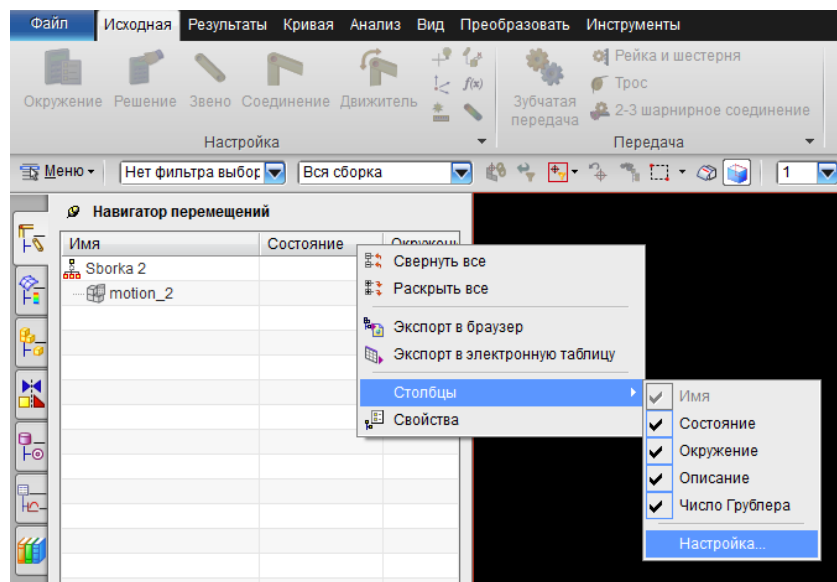 Файл Исходная Результаты Кривая Анализ Вид Преобразовать Инструменты
Окружение Решение Звено Соединение Движитель
f(x)
Зубчатая передача
Рейка и шестерня
Трос
2-3 шарнирное соединение
Настройка Передача
Меню Нет фильтра выбор Вся сборка 1
Навигатор перемещений
Имя Состояние Окружени
Sborka 2
motion_2
Свернуть все
Раскрыть все
Экспорт в браузер
Экспорт в электронную таблицу
Столбцы
Свойства
Имя
Состояние
Окружение
Описание
Число Грублера
Настройка...